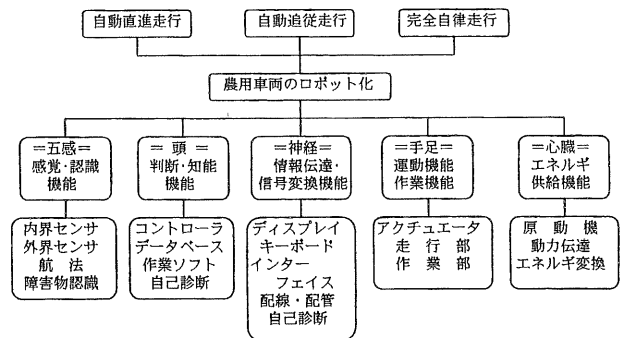 自動直進走行
自動追従走行
完全自律走行
農用車両のロボット化
＝五感＝
感覚・認識
機能
＝ 頭 ＝
判断・知能
機能
＝神経＝
情報伝達・
信号変換機能
＝手足＝
運動機能
作業機能
＝心臓＝
エネルギ
供給機能
内界センサ
外界センサ
航 法
障害物認識
コントローラ
データベース
作業ソフト
自己診断
ディスプレイ
キーボード
インター
フェイス
配線・配管
自己診断
アクチュエータ
走 行 部
作 業 部
原 動 機
動力伝達
エネルギ変換